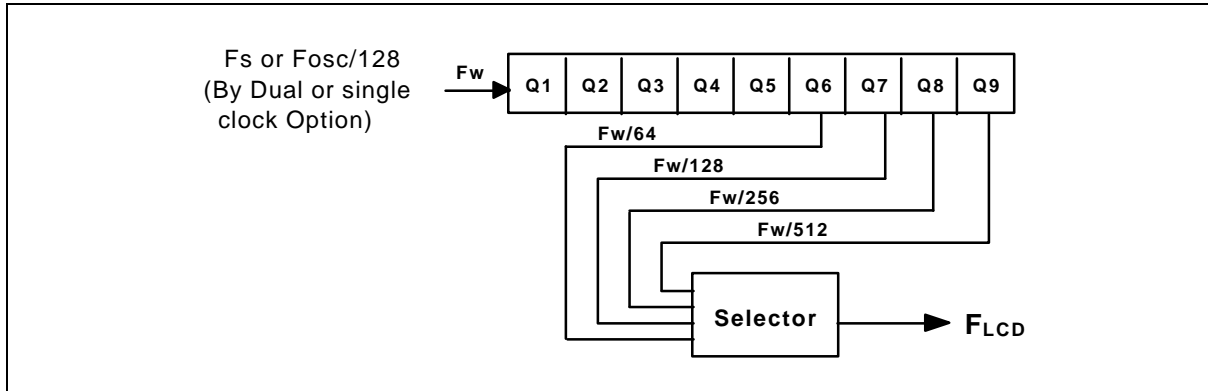 Fs or Fosc/128
(By Dual or single
clock Option)
Fw
Q1 Q2 Q3 Q4 Q5 Q6 Q7 Q8 Q9
Fw/64
Fw/128
Fw/256
Fw/512
Selector
FLCD